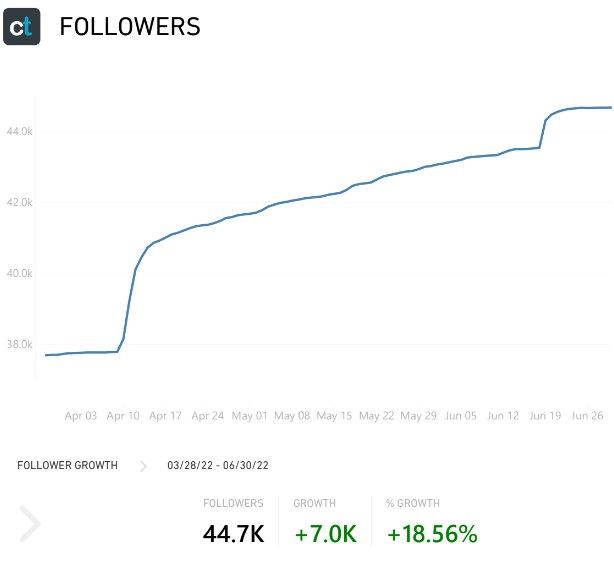 ct FOLLOWERS
44.0k
42.0k
40.0k
38.0k
Apr 03 Apr 10 Apr 17 Apr 24 May 01 May 08 May 15 May 22 May 29 Jun 05 Jun 12 Jun 19 Jun 26
FOLLOWER GROWTH 03/28/22 - 06/30/22
FOLLOWERS GROWTH % GROWTH
44.7K +7.0K +18.56%